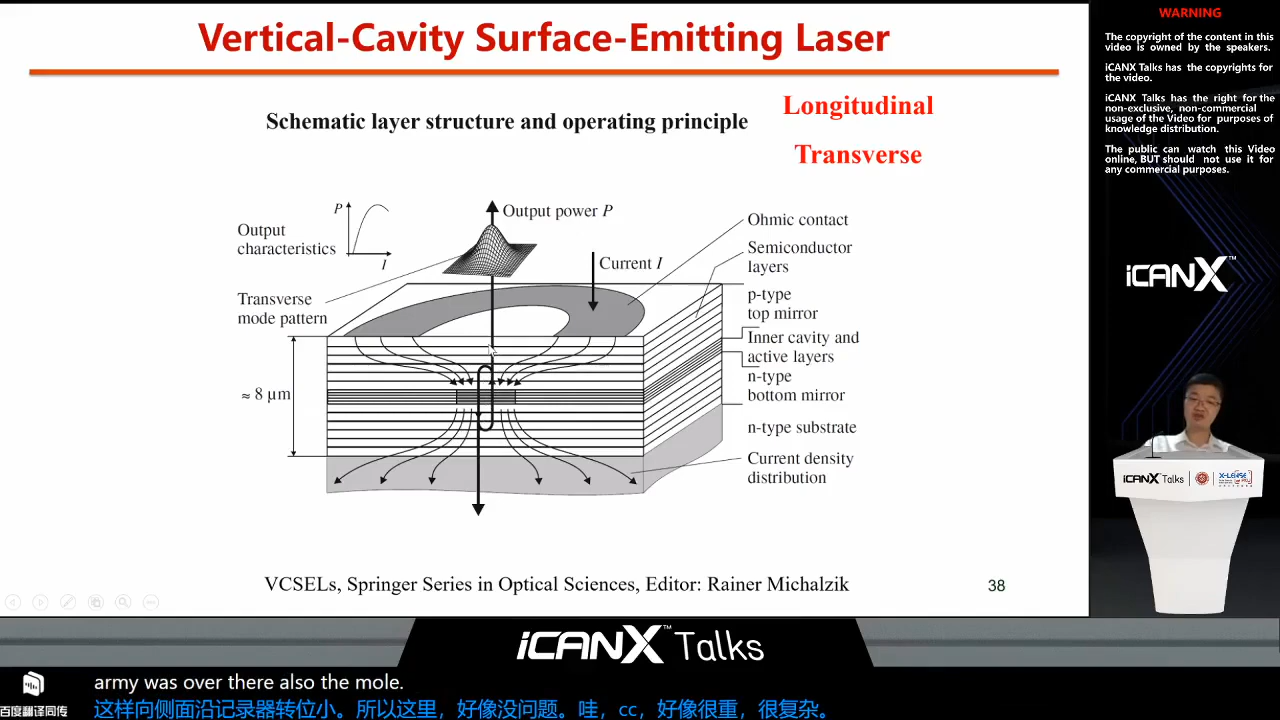 Vertical-Cavity Surface-Emitting Laser
Schematic layer structure and operating principle
Longitudinal
Transverse
P
I
Output
characteristics
Output power P
Current I
Transverse
mode pattern
≈ 8 µm
Ohmic contact
Semiconductor
layers
p-type
top mirror
Inner cavity and
active layers
n-type
bottom mirror
n-type substrate
Current density
distribution
VCSELs, Springer Series in Optical Sciences, Editor: Rainer Michalzik
38
WARNING
The copyright of the content in this
video is owned by the speakers.
iCANX Talks has the copyrights for
the video.
iCANX Talks has the right for the
non-exclusive, non-commercial
usage of the Video for purposes of
knowledge distribution.
The public can watch this Video
online, BUT should not use it for
any commercial purposes.
iCANX™
iCANX Talks
X-LENSE
iCANX™ Talks
百度翻译同传
army was over there also the mole.
这样向侧面沿记录器转位小。所以这里，好像没问题。哇，cc，好像很重，很复杂。